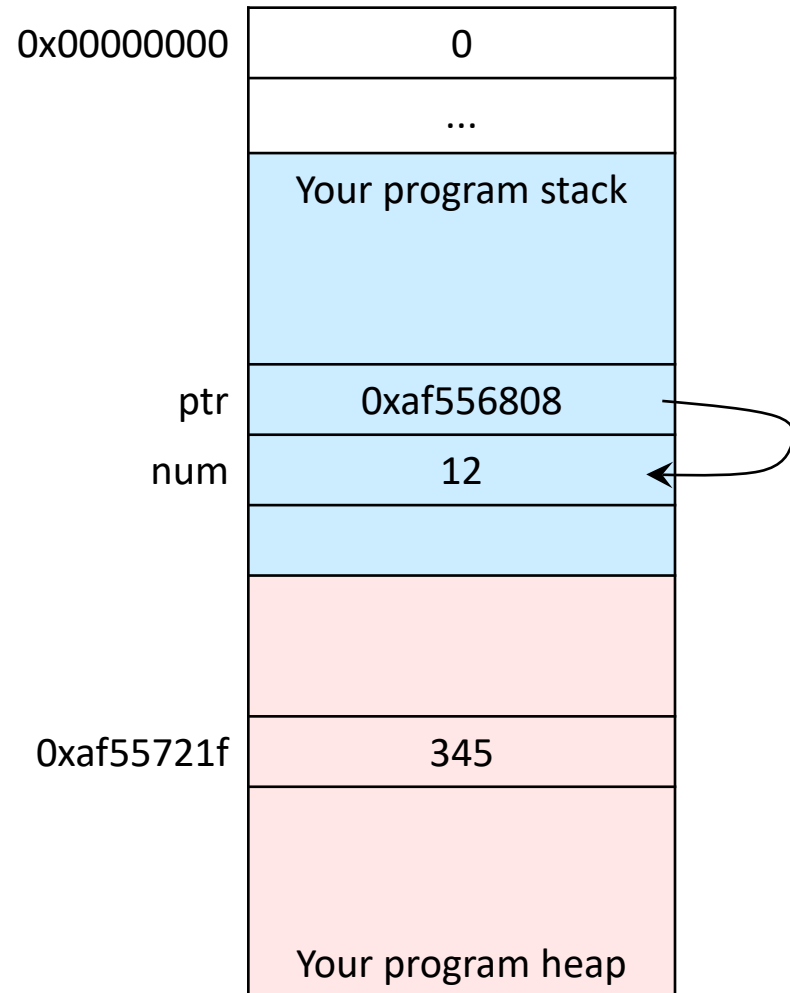 0x00000000 0
...
Your program stack
ptr 0xaf556808
num 12
0xaf55721f 345
Your program heap